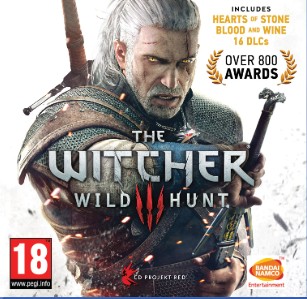 INCLUDES
HEARTS OF STONE
BLOOD AND WINE
16 DLCs
OVER 800
AWARDS
THE
WITCHER
WILD HUNT
III
18
www.pegi.info
CD PROJEKT RED
BANDAI
NAMCO
Entertainment